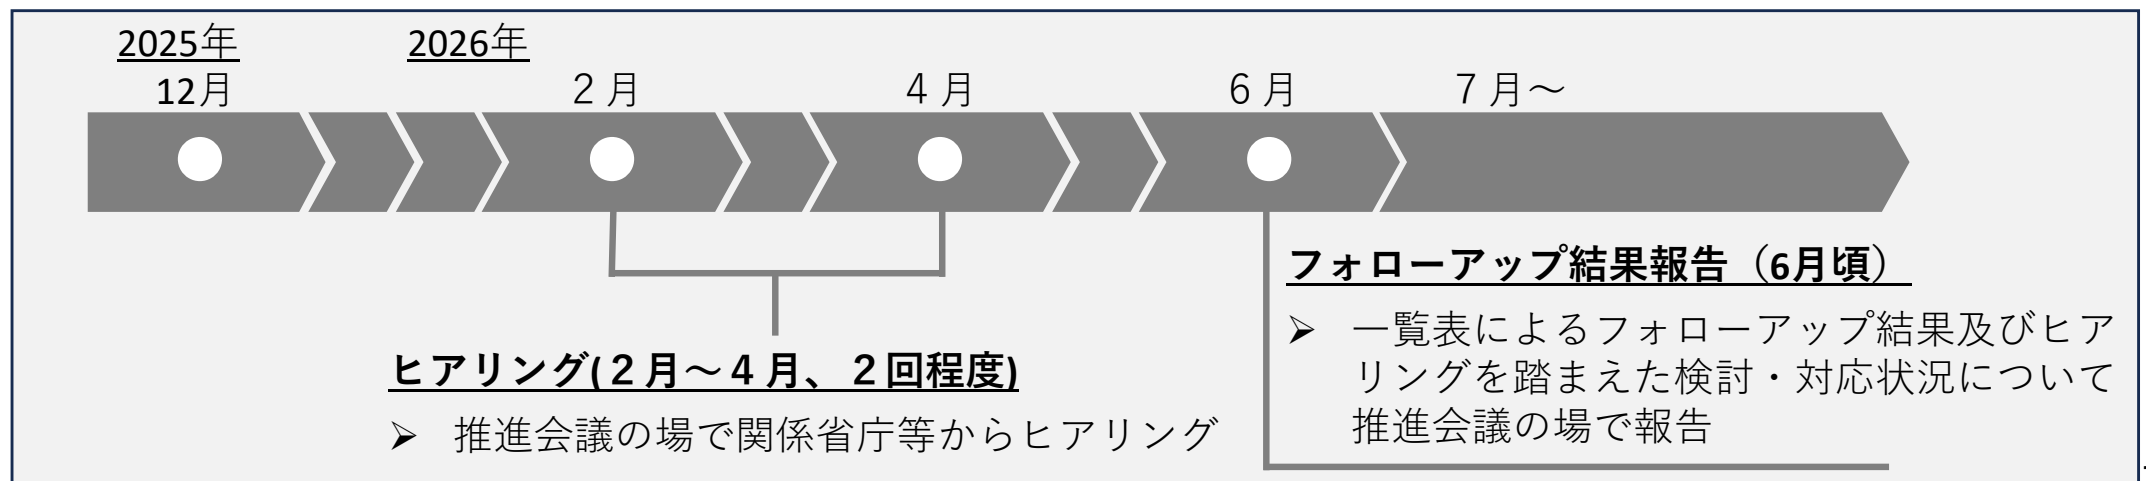 2025年 2026年
12月 ２月 ４月 ６月 ７月～
フォローアップ結果報告（6月頃）
➢ 一覧表によるフォローアップ結果及びヒア
リングを踏まえた検討・対応状況について
推進会議の場で報告
ヒアリング(２月～４月、２回程度)
➢ 推進会議の場で関係省庁等からヒアリング